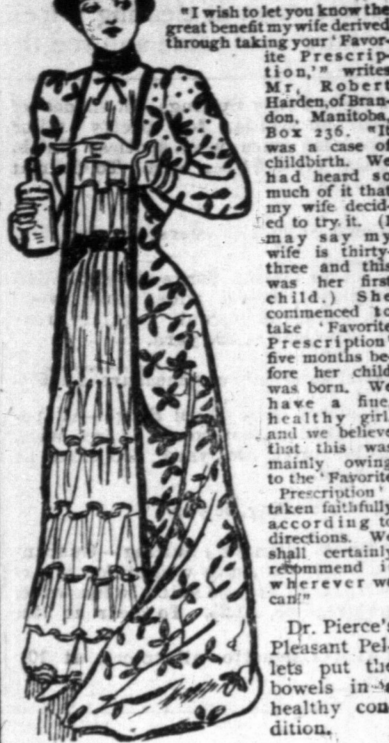 "I wish to let you know the
great benefit my wife derived
through taking your 'Favor-
ite Prescrip-
tion,'" write
Mr. Robert
Harden, of Bran
don, Manitoba,
Box 236. "It
was a case of
childbirth. We
had heard so
much of it that
my wife decid-
ed to try it. (I
may say my
wife is thirty-
three and this
was her first
child.) She
commenced to
take 'Favorite
Prescription'
five months be
fore her child
was born. We
have a fine
healthy girl
and we believe
that this was
mainly owing
to the 'Favorite
Prescription'
taken faithfully
according to
directions. We
shall certainly
recommend i
wherever we
can."
Dr. Pierce's
Pleasant Pel-
lets put the
bowels in a
healthy con
dition.